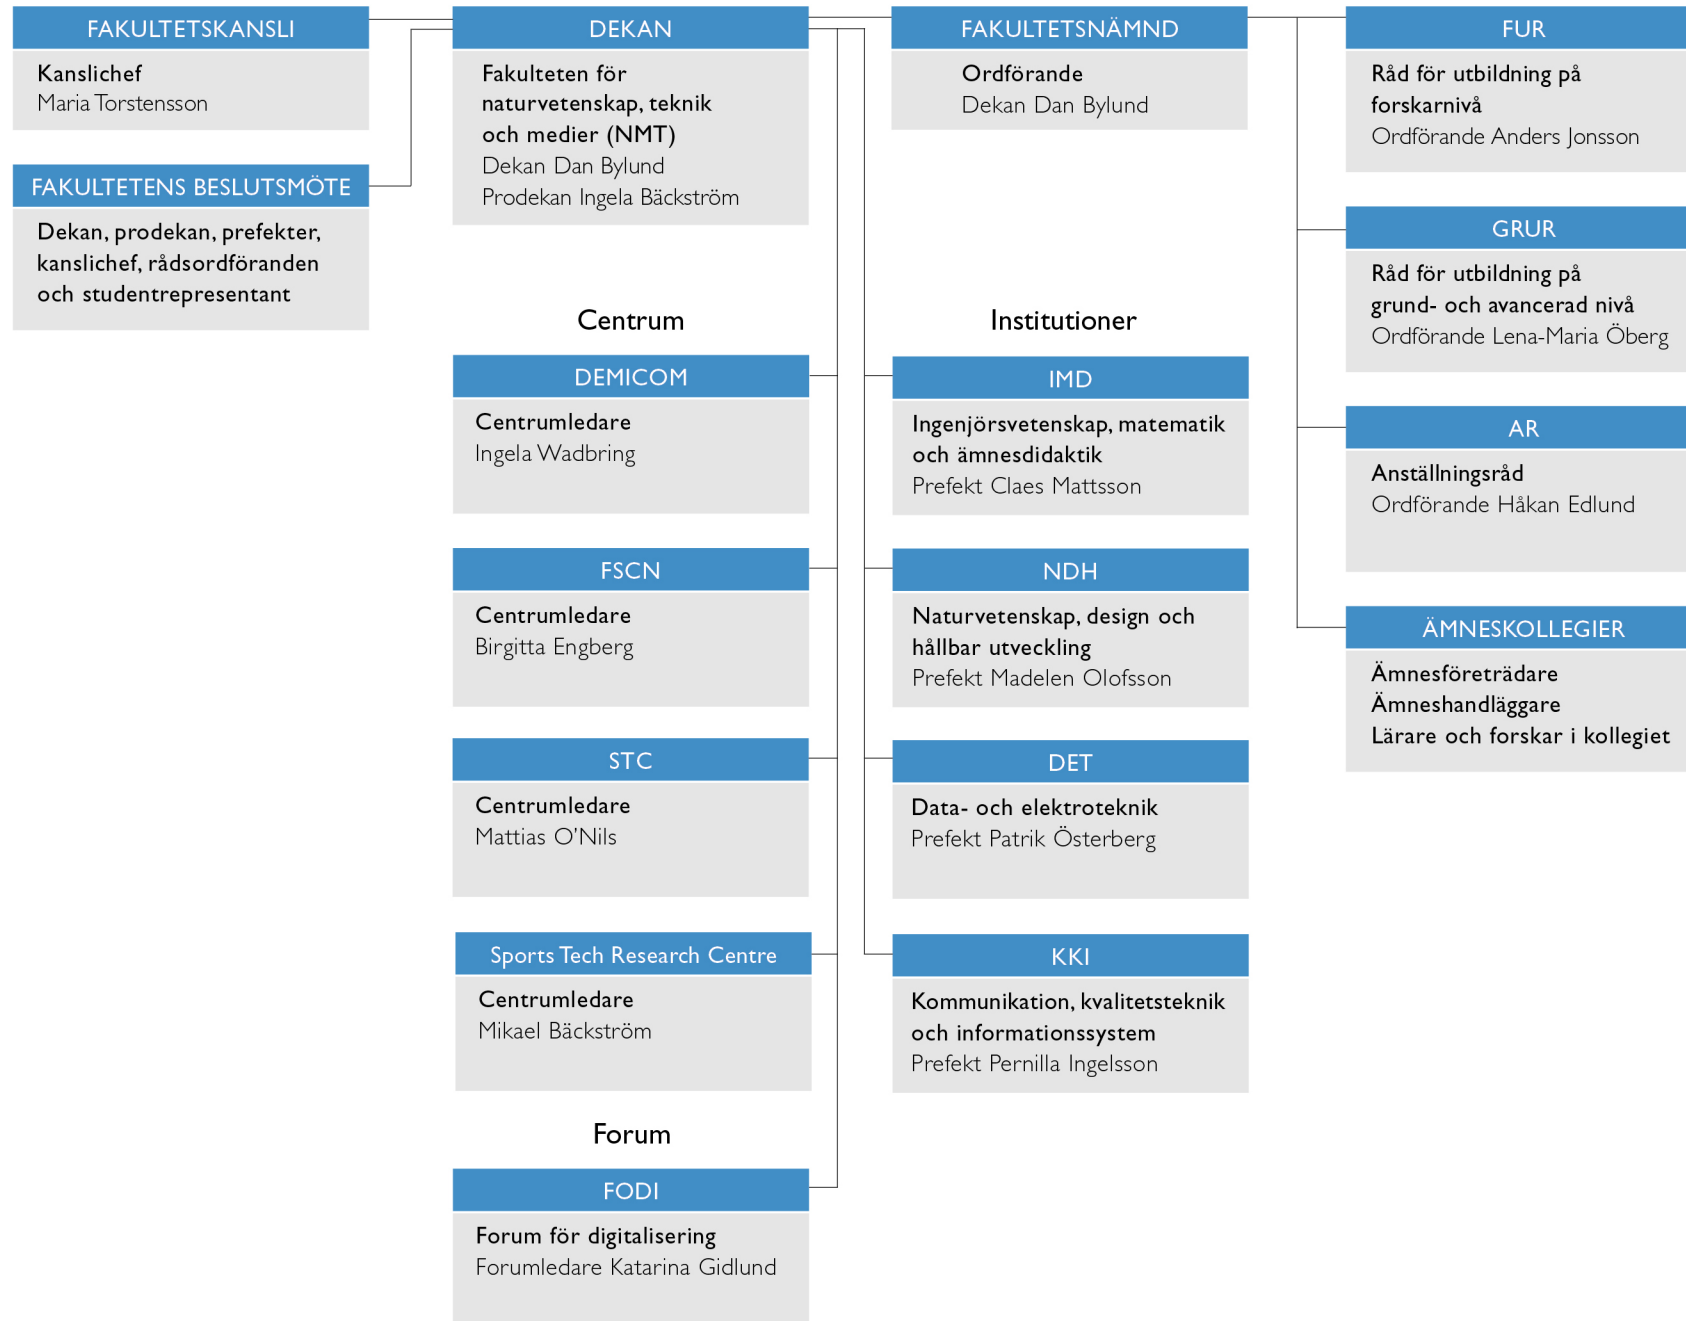 FAKULTETSKANSLI
Kanslichef
Maria Torstensson
FAKULTETENS BESLUTSMÖTE
Dekan, prodekan, prefekter,
kanslichef, rådsordföranden
och studentrepresentant
DEKAN
Fakulteten för
naturvetenskap, teknik
och medier (NMT)
Dekan Dan Bylund
Prodekan Ingela Bäckström
FAKULTETSNÄMND
Ordförande
Dekan Dan Bylund
FUR
Råd för utbildning på
forskarnivå
Ordförande Anders Jonsson
GRUR
Råd för utbildning på
grund- och avancerad nivå
Ordförande Lena-Maria Öberg
AR
Anställningsråd
Ordförande Håkan Edlund
ÄMNESKOLLEGIER
Ämnesföreträdare
Ämneshandläggare
Lärare och forskar i kollegiet
Centrum
DEMICOM
Centrumledare
Ingela Wadbring
FSCN
Centrumledare
Birgitta Engberg
STC
Centrumledare
Mattias O’Nils
Sports Tech Research Centre
Centrumledare
Mikael Bäckström
Forum
FODI
Forum för digitalisering
Forumledare Katarina Gidlund
Institutioner
IMD
Ingenjörsvetenskap, matematik
och ämnesdidaktik
Prefekt Claes Mattsson
NDH
Naturvetenskap, design och
hållbar utveckling
Prefekt Madelen Olofsson
DET
Data- och elektroteknik
Prefekt Patrik Österberg
KKI
Kommunikation, kvalitetsteknik
och informationssystem
Prefekt Pernilla Ingelsson